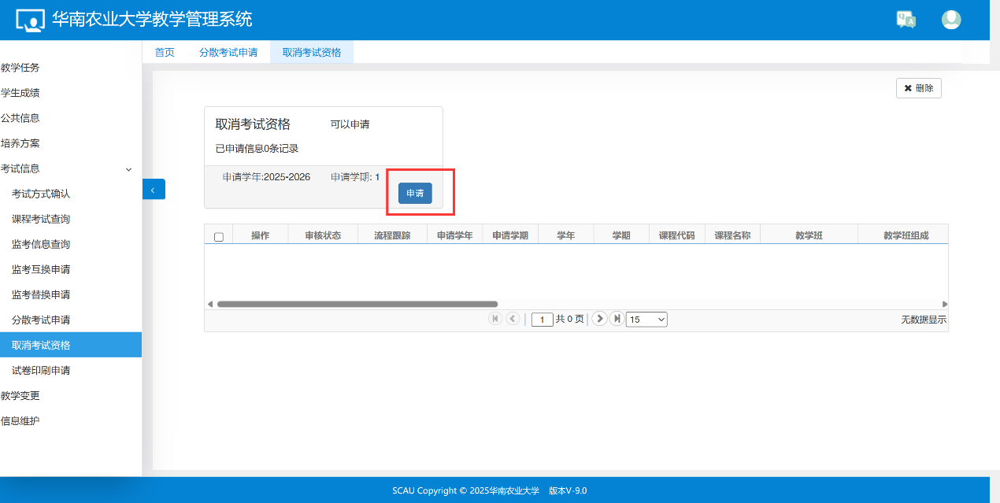 华南农业大学教学管理系统
首页 分散考试申请 取消考试资格
教学任务
学生成绩
公共信息
培养方案
考试信息
考试方式确认
课程考试查询
监考信息查询
监考互换申请
监考替换申请
分散考试申请
取消考试资格
试卷印刷申请
教学变更
信息维护
✖ 删除
取消考试资格 可以申请
已申请信息0条记录
申请学年:2025-2026 申请学期: 1
申请
操作 审核状态 流程跟踪 申请学年 申请学期 学年 学期 课程代码 课程名称 教学班 教学班组成
1 共 0 页 15 无数据显示
SCAU Copyright © 2025华南农业大学 版本V-9.0